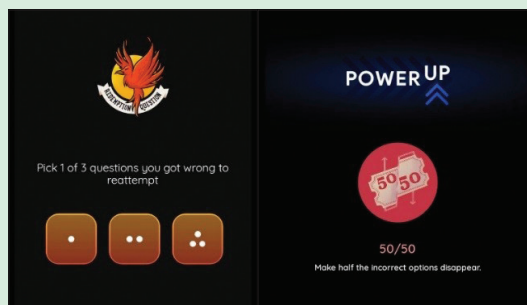 REDEMPTION QUESTION
Pick 1 of 3 questions you got wrong to
reattempt
POWER UP
50 50
50/50
Make half the incorrect options disappear.